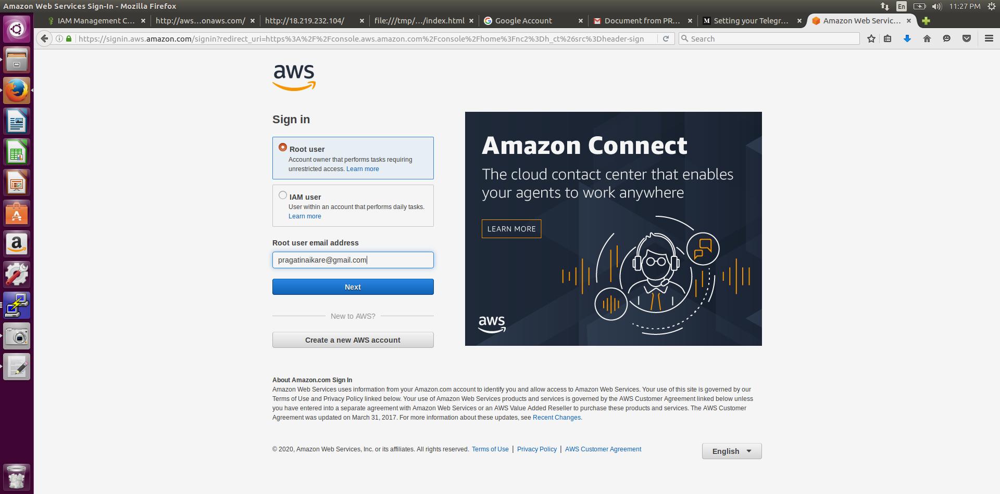 Amazon Web Services Sign-In - Mozilla Firefox
En
11:27 PM
IAM Management C...
http://aws...onaws.com/
http://18.219.232.104/
file:///tmp/.../index.html
Google Account
Document from PR...
Setting your Telegr...
Amazon Web Servic...
https://signin.aws.amazon.com/signin?redirect_uri=https%3A%2F%2Fconsole.aws.amazon.com%2Fconsole%2Fhome%3Fnc2%3Dh_ct%26src%3Dheader-sign
Search
aws
Sign in
Root user
Account owner that performs tasks requiring
unrestricted access. Learn more
IAM user
User within an account that performs daily tasks.
Learn more
Root user email address
pragatinaikare@gmail.com
Next
New to AWS?
Create a new AWS account
Amazon Connect
The cloud contact center that enables
your agents to work anywhere
LEARN MORE
aws
About Amazon.com Sign In
Amazon Web Services uses information from your Amazon.com account to identify you and allow access to Amazon Web Services. Your use of this site is governed by our
Terms of Use and Privacy Policy linked below. Your use of Amazon Web Services products and services is governed by the AWS Customer Agreement linked below unless
you have entered into a separate agreement with Amazon Web Services or an AWS Value Added Reseller to purchase these products and services. The AWS Customer
Agreement was updated on March 31, 2017. For more information about these updates, see Recent Changes.
© 2020, Amazon Web Services, Inc. or its affiliates. All rights reserved. Terms of Use | Privacy Policy | AWS Customer Agreement
English